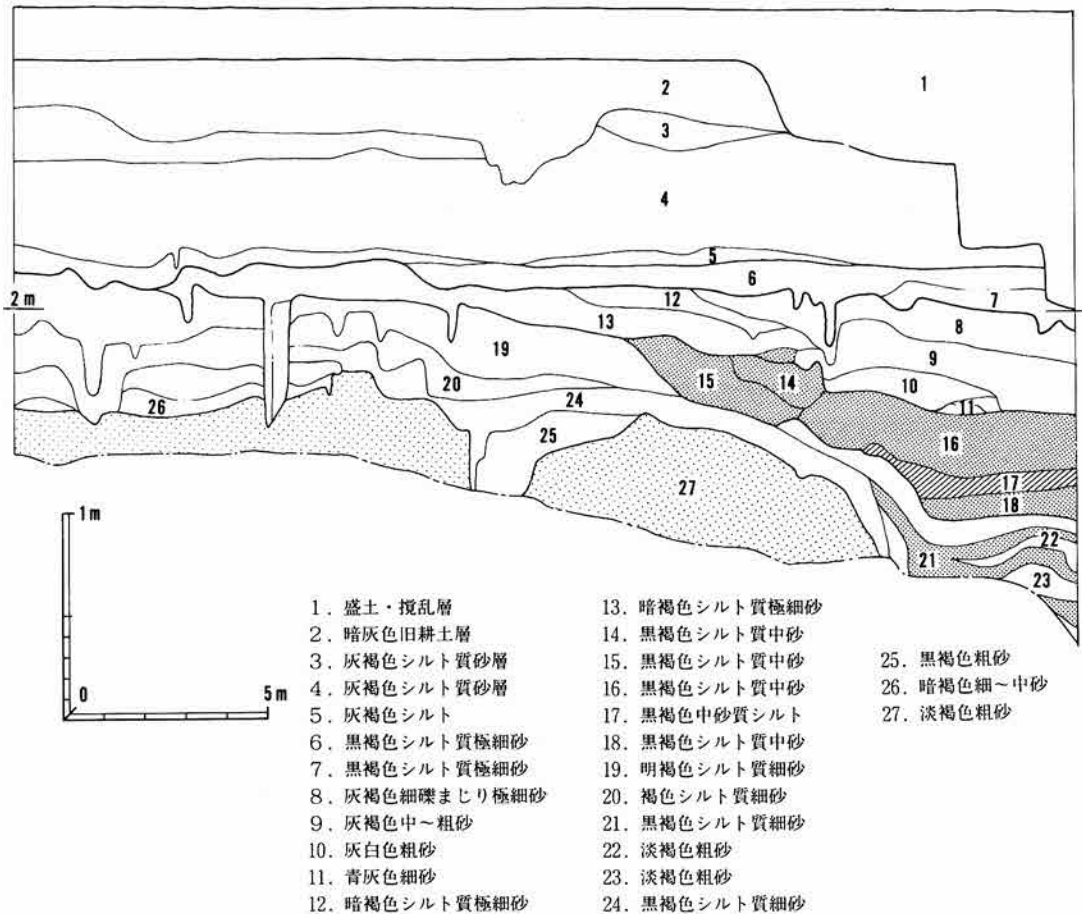 1
2
3
4
5
6
2 m
12
7
13
8
19
9
15
14
10
20
24
11
26
25
16
27
17
18
22
21
23
1 m
0
5 m
1. 盛土・撹乱層
2. 暗灰色旧耕土層
3. 灰褐色シルト質砂層
4. 灰褐色シルト質砂層
5. 灰褐色シルト
6. 黒褐色シルト質極細砂
7. 黒褐色シルト質極細砂
8. 灰褐色細礫まじり極細砂
9. 灰褐色中～粗砂
10. 灰白色粗砂
11. 青灰色細砂
12. 暗褐色シルト質極細砂
13. 暗褐色シルト質極細砂
14. 黒褐色シルト質中砂
15. 黒褐色シルト質中砂
16. 黒褐色シルト質中砂
17. 黒褐色中砂質シルト
18. 黒褐色シルト質中砂
19. 明褐色シルト質細砂
20. 褐色シルト質細砂
21. 黒褐色シルト質細砂
22. 淡褐色粗砂
23. 淡褐色粗砂
24. 黒褐色シルト質細砂
25. 黒褐色粗砂
26. 暗褐色細～中砂
27. 淡褐色粗砂